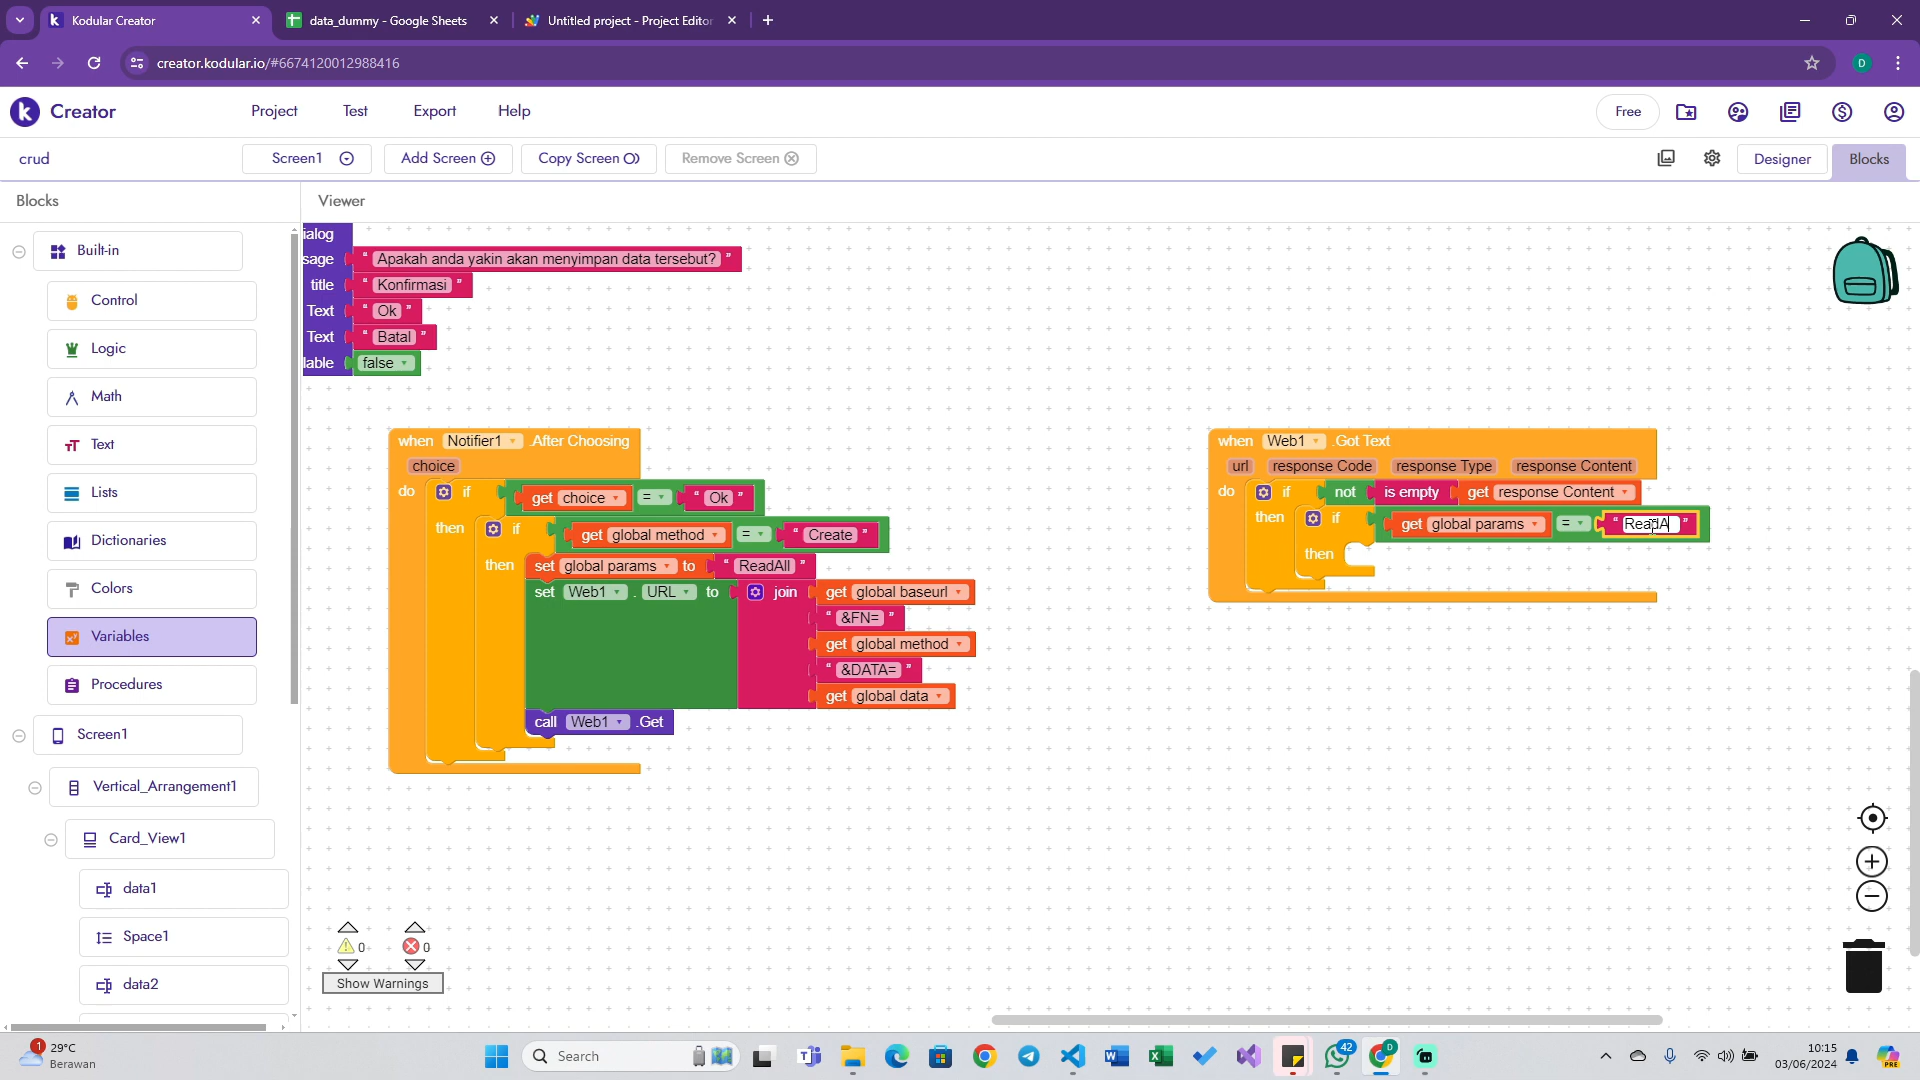 Kodular Creator
data_dummy - Google Sheets
Untitled project - Project Editor
creator.kodular.io/#6674120012988416
D
k Creator
Project
Test
Export
Help
Free
crud
Screen1
Add Screen
Copy Screen
Remove Screen
Designer
Blocks
Blocks
Viewer
Built-in
Control
Logic
Math
Text
Lists
Dictionaries
Colors
Variables
Procedures
Screen1
Vertical_Arrangement1
Card_View1
data1
Space1
data2
ialog
sage " Apakah anda yakin akan menyimpan data tersebut? "
title " Konfirmasi "
Text " Ok "
Text " Batal "
lable false
when Notifier1 .After Choosing
choice
do if get choice = " Ok "
then if get global method = " Create "
then set global params to " ReadAll "
set Web1 . URL to join get global baseurl
" &FN= "
get global method
" &DATA= "
get global data
call Web1 .Get
when Web1 .Got Text
url response Code response Type response Content
do if not is empty get response Content
then if get global params = " ReadA "
then
0 0
Show Warnings
1
29°C
Berawan
Search
42
D
10:15
03/06/2024
PRE